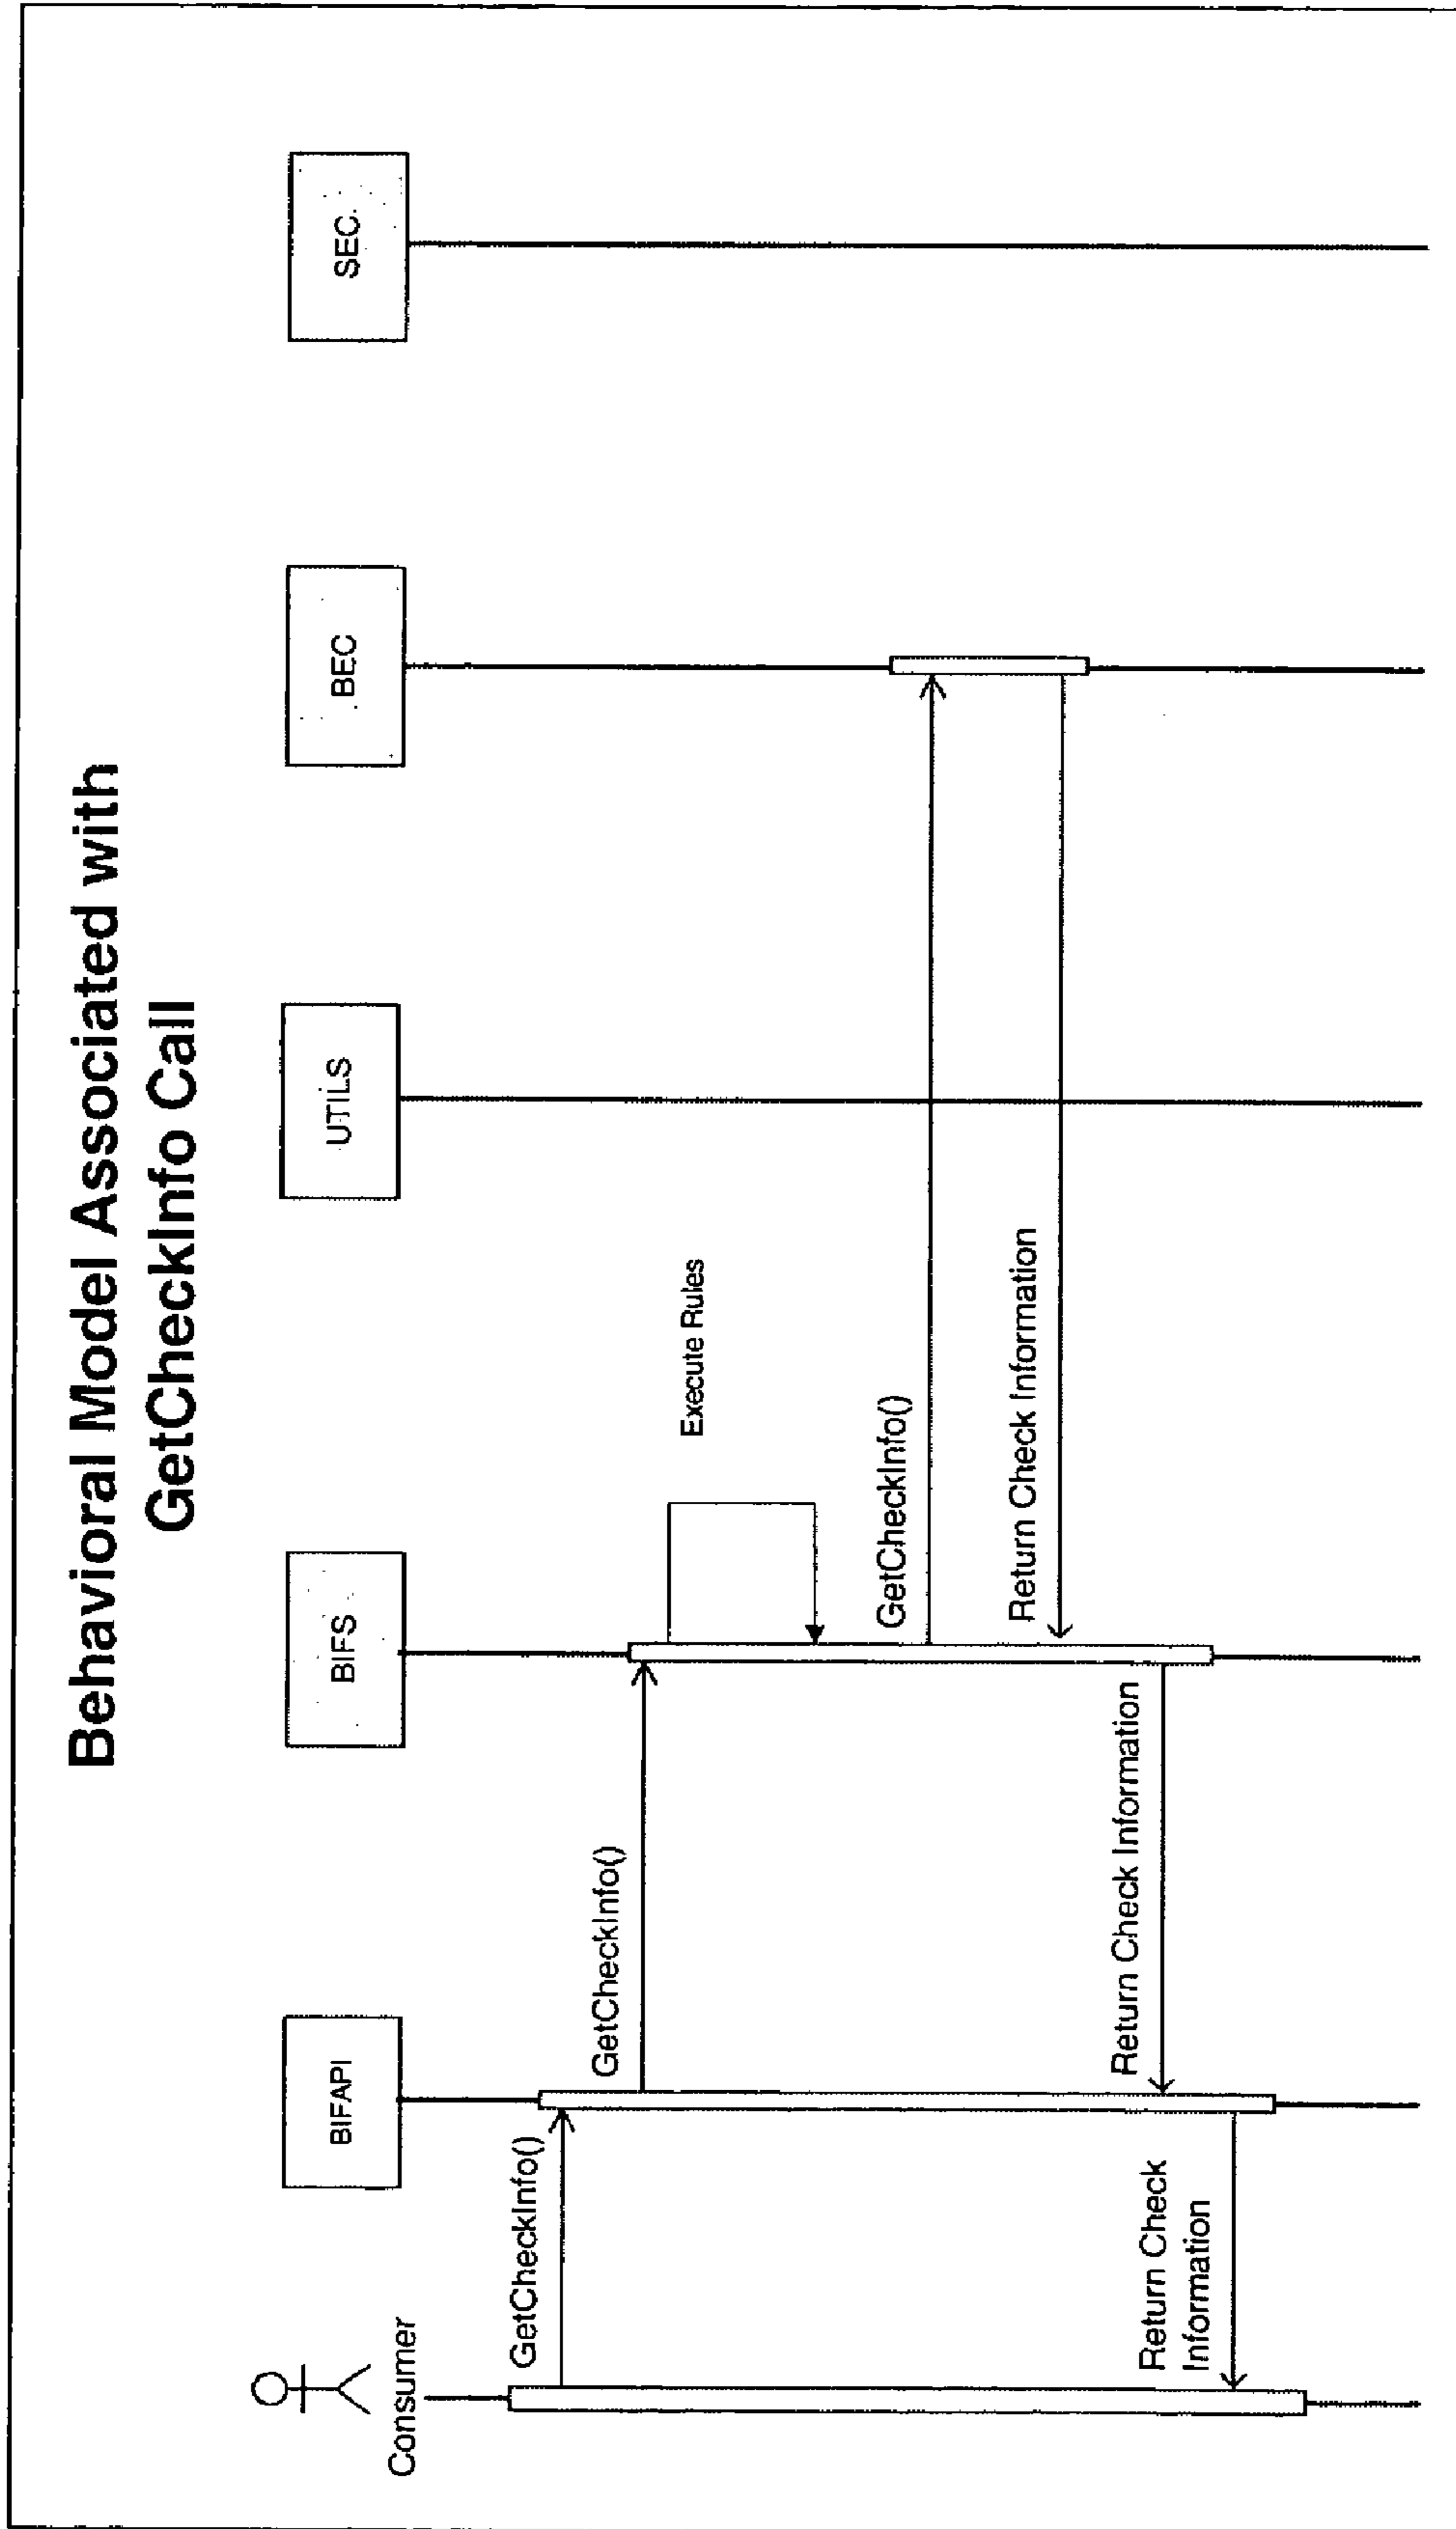 Behavioral Model Associated with
GetCheckInfo Call
Consumer
BIFAPI
BIFS
UTILS
BEC
SEC
GetCheckInfo()
GetCheckInfo()
Execute Rules
GetCheckInfo()
Return Check Information
Return Check Information
Return Check
Information